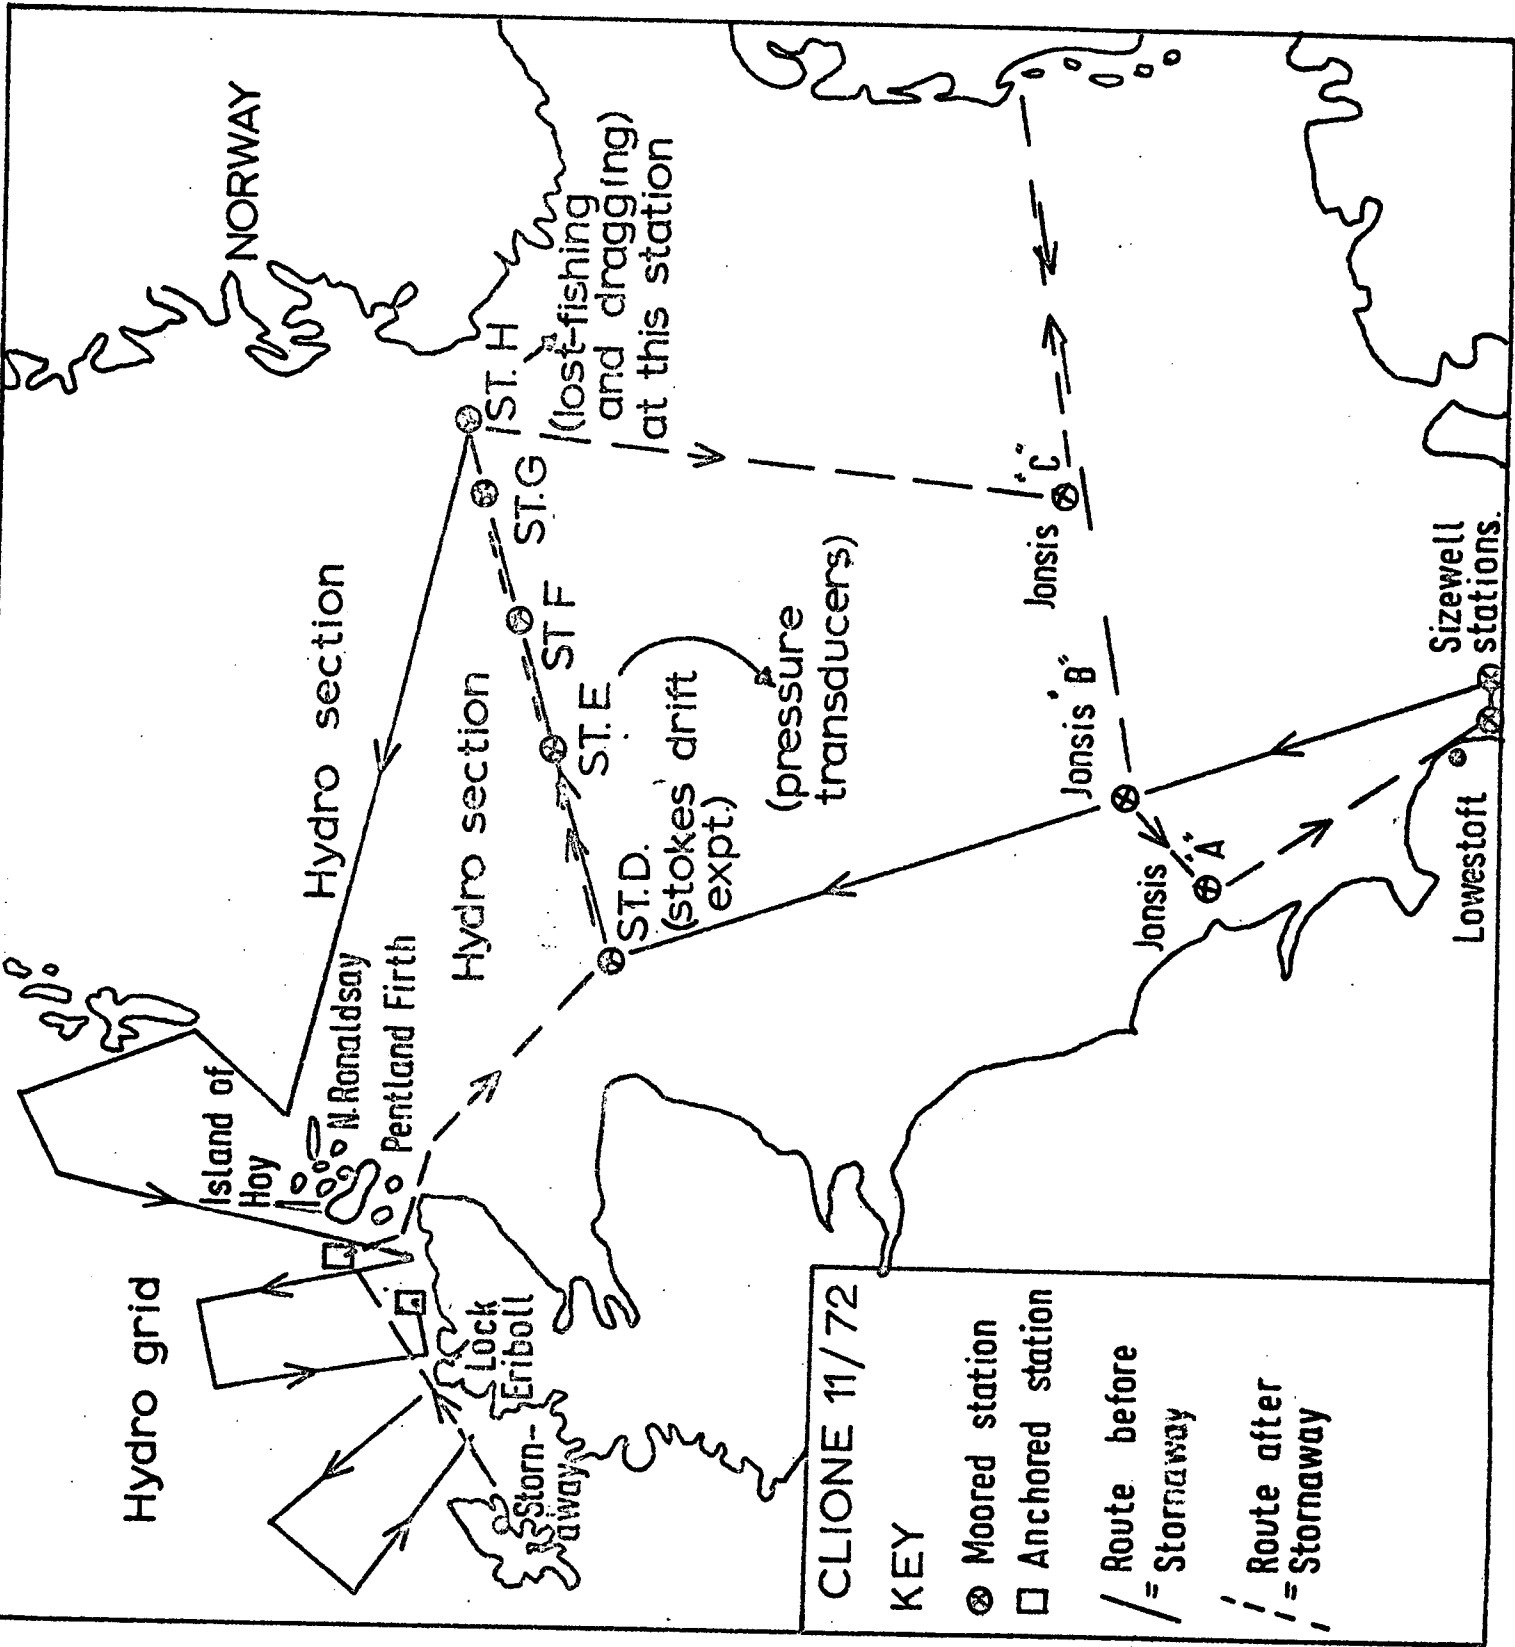 NORWAY
Hydro section
Hydro section
ST. H
(lost-fishing
and dragging)
at this station
ST.G
ST F
ST. E
(pressure
transducers)
ST.D.
(stokes drift
expt.)
Island of
Hoy
N.Ronaldsay
Pentland Firth
Hydro grid
Lock
Eriboll
Storn-
away
Jonsis "C"
Jonsis "B"
Jonsis "A"
Sizewell
stations.
Lowestoft
CLIONE 11/72
KEY
Moored station
Anchored station
/ = Route before
Stornaway
= Route after
Stornaway